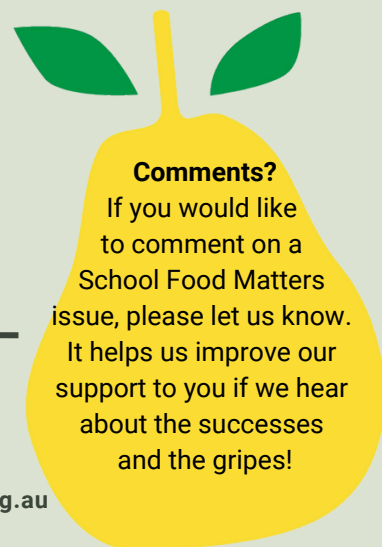 Comments?
If you would like
to comment on a
School Food Matters
issue, please let us know.
It helps us improve our
support to you if we hear
about the successes
and the gripes!
g.au